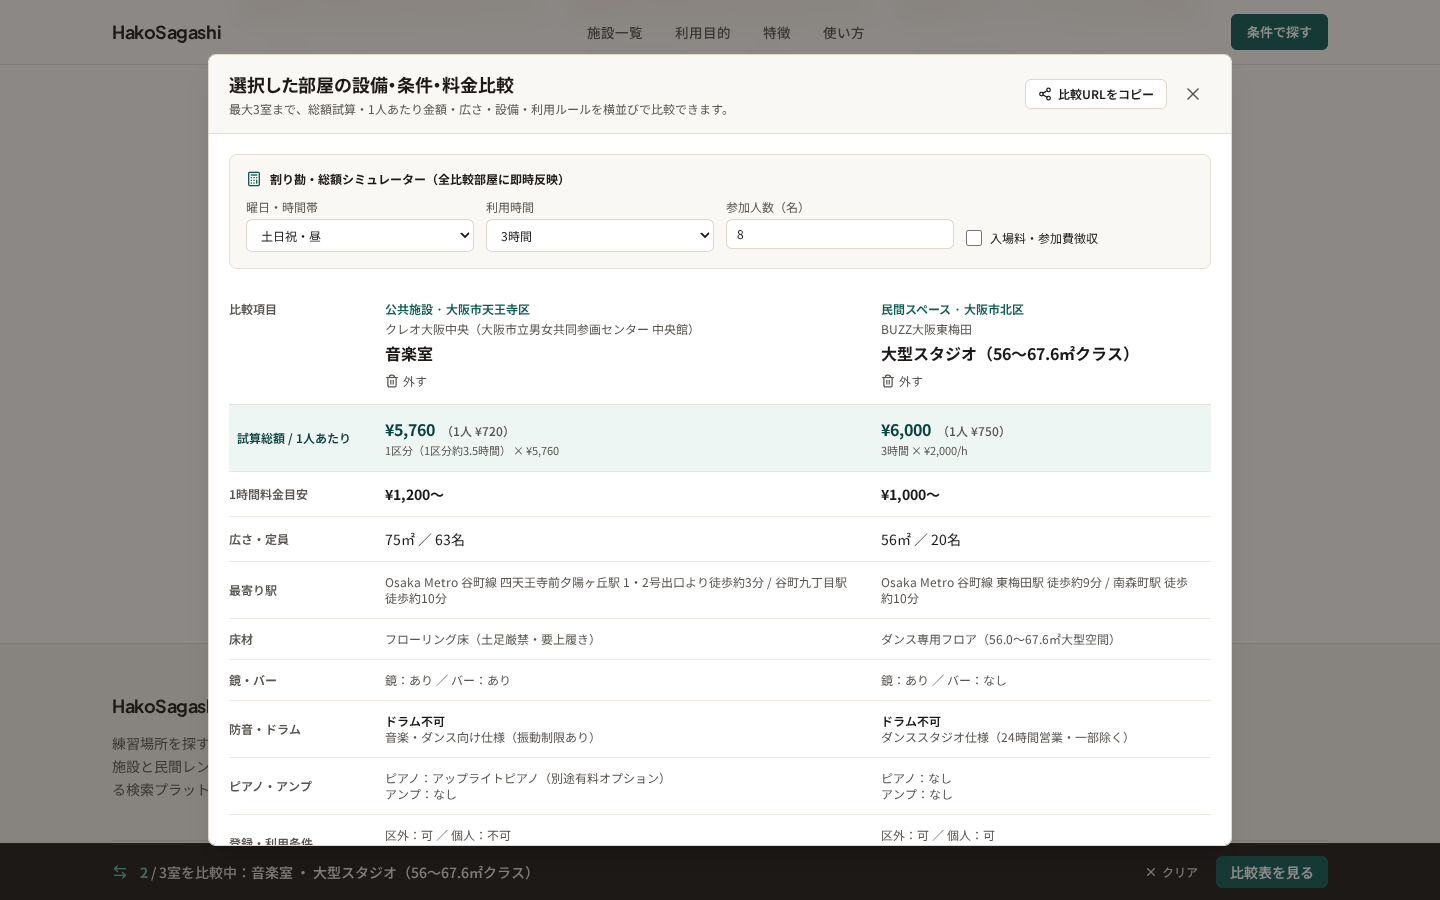 HakoSagashi
施設一覧
利用目的
特徴
使い方
条件で探す
選択した部屋の設備・条件・料金比較
最大3室まで、総額試算・1人あたり金額・広さ・設備・利用ルールを横並びで比較できます。
比較URLをコピー
割り勘・総額シミュレーター（全比較部屋に即時反映）
曜日・時間帯
利用時間
参加人数（名）
土日祝・昼
3時間
8
入場料・参加費徴収
比較項目
公共施設・大阪市天王寺区
クレオ大阪中央（大阪市立男女共同参画センター 中央館）
音楽室
外す
民間スペース・大阪市北区
BUZZ大阪東梅田
大型スタジオ（56〜67.6㎡クラス）
外す
試算総額 / 1人あたり
¥5,760（1人 ¥720）
1区分（1区分約3.5時間） × ¥5,760
¥6,000（1人 ¥750）
3時間 × ¥2,000/h
1時間料金目安
¥1,200〜
¥1,000〜
広さ・定員
75㎡ ／ 63名
56㎡ ／ 20名
最寄り駅
Osaka Metro 谷町線 四天王寺前夕陽ヶ丘駅 1・2号出口より徒歩約3分 / 谷町九丁目駅
徒歩約10分
Osaka Metro 谷町線 東梅田駅 徒歩約9分 / 南森町駅 徒歩
約10分
床材
フローリング床（土足厳禁・要上履き）
ダンス専用フロア（56.0〜67.6㎡大型空間）
鏡・バー
鏡：あり ／ バー：あり
鏡：あり ／ バー：なし
防音・ドラム
ドラム不可
音楽・ダンス向け仕様（振動制限あり）
ドラム不可
ダンススタジオ仕様（24時間営業・一部除く）
ピアノ・アンプ
ピアノ：アップライトピアノ（別途有料オプション）
アンプ：なし
ピアノ：なし
アンプ：なし
登録・利用条件
区外：可 ／ 個人：不可
区外：可 ／ 個人：可
HakoSagas
練習場所を探す
施設と民間レン
る検索プラット
2 / 3室を比較中：音楽室 ・ 大型スタジオ（56〜67.6㎡クラス）
クリア
比較表を見る